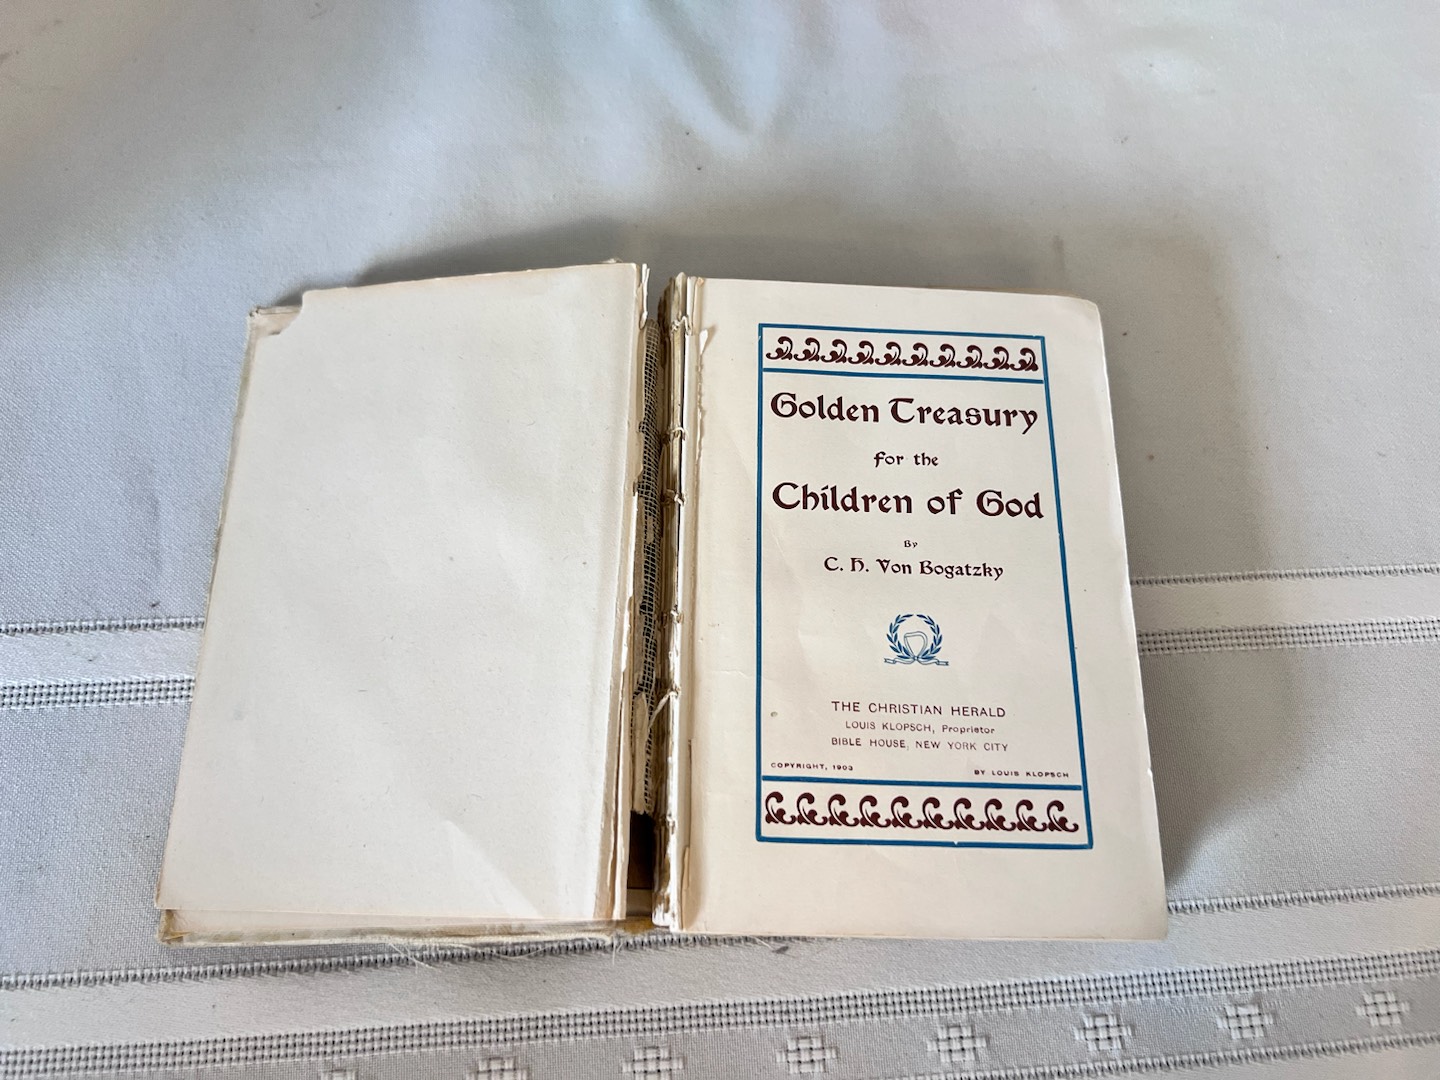 Golden Treasury
for the
Children of God
By
C. H. Von Bogatzky
THE CHRISTIAN HERALD
LOUIS KLOPSCH, Proprietor
BIBLE HOUSE, NEW YORK CITY
COPYRIGHT, 1903 BY LOUIS KLOPSCH